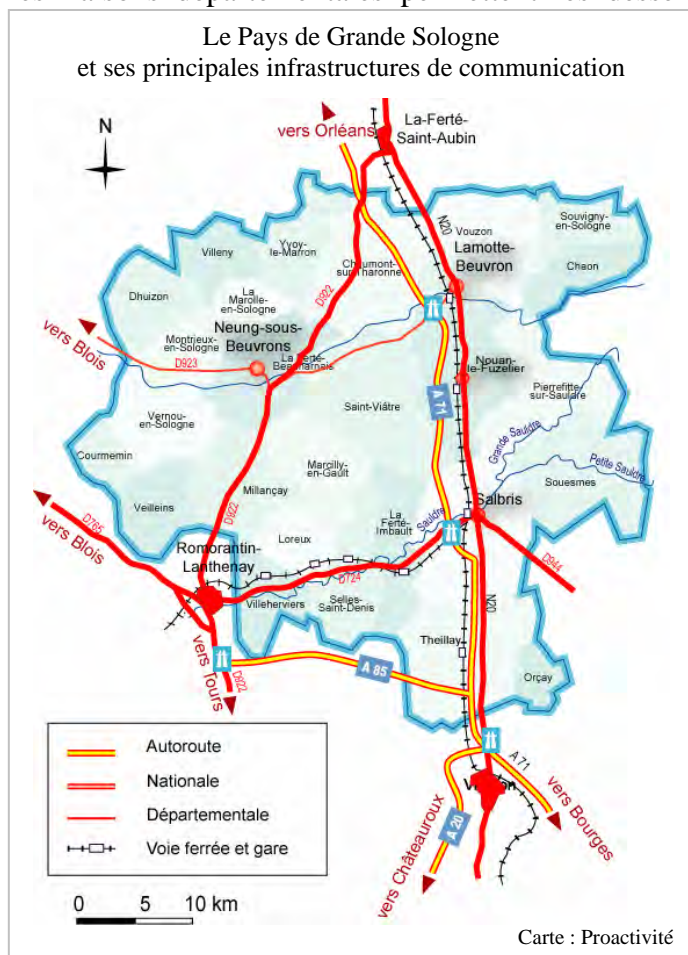 Le Pays de Grande Sologne
et ses principales infrastructures de communication
N
vers Orléans
La-Ferté-
Saint-Aubin
N20
Vouzon
Souvigny-
en-Sologne
Lamotte-
Beuvron
Chaon
Villeny
Yvoy-
le-Marron
Chaumont-
sur-Tharonne
Dhuizon
La
Marolle-
en-Sologne
D922
Neung-sous-
Beuvrons
Montrieux-
en-Sologne
vers Blois
D923
La Ferté-
Beauharnais
Nouan-
le-Fuzelier
Pierrefitte-
sur-Sauldre
A 71
Saint-Viâtre
Vernou-
en-Sologne
Grande Sauldre
Petite Sauldre
Courmemin
Marcilly-
en-Gault
Souesmes
Veilleins
Millançay
Salbris
La
Ferté-
Imbault
Sauldre
D765
vers Blois
D922
Loreux
D944
Romorantin-
Lanthenay
D724
Villeherviers
Selles-
Saint-Denis
N20
Theillay
vers Tours
D922
A 85
Orçay
Autoroute
Nationale
Départementale
Voie ferrée et gare
A71
vers Bourges
A 20
vers Châteauroux
0 5 10 km
Carte : Proactivité